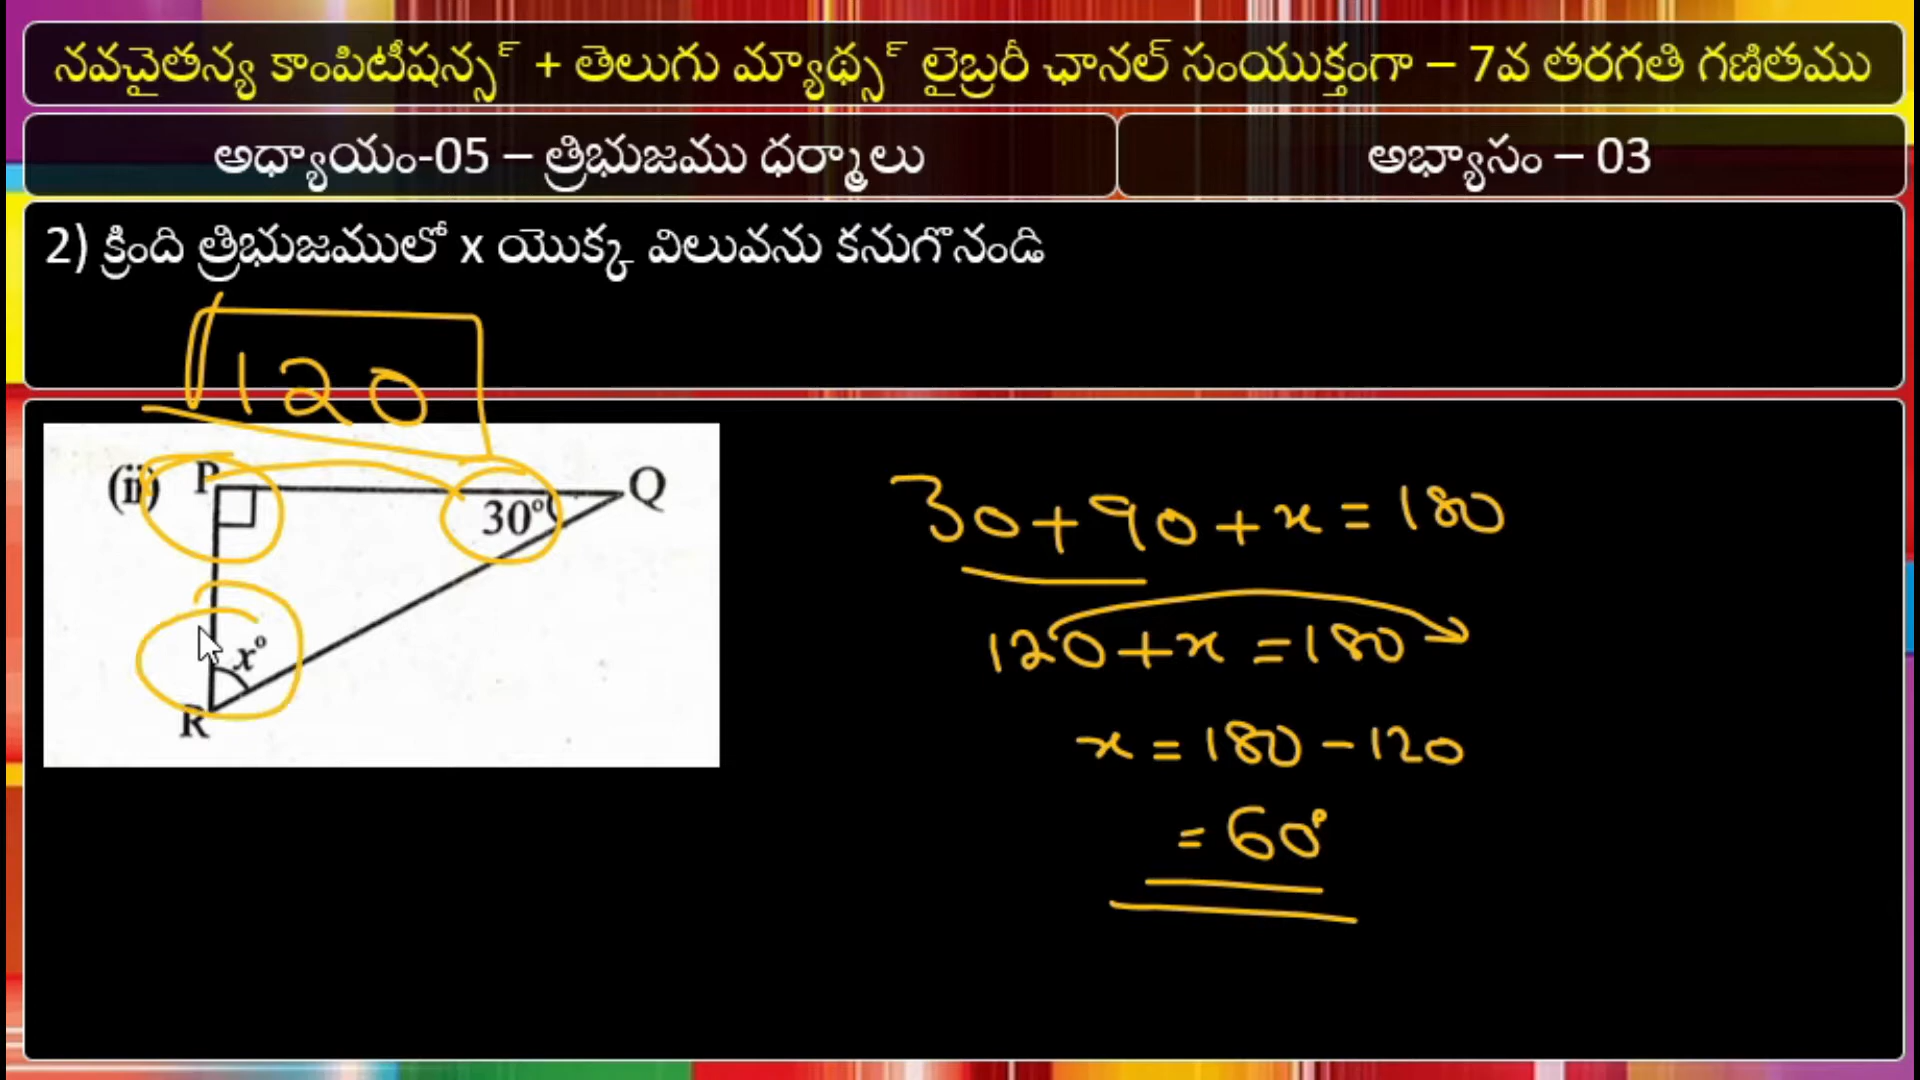 నవచైతన్య కాంపిటీషన్స్ + తెలుగు మ్యాథ్స్ లైబ్రరీ ఛానల్ సంయుక్తంగా – 7వ తరగతి గణితము
అధ్యాయం-05 – త్రిభుజము ధర్మాలు
అభ్యాసం – 03
2) క్రింది త్రిభుజములో x యొక్క విలువను కనుగొనండి
120
(ii) P Q
30°
x°
R
30+90+x=180
120+x=180
x=180-120
=60°